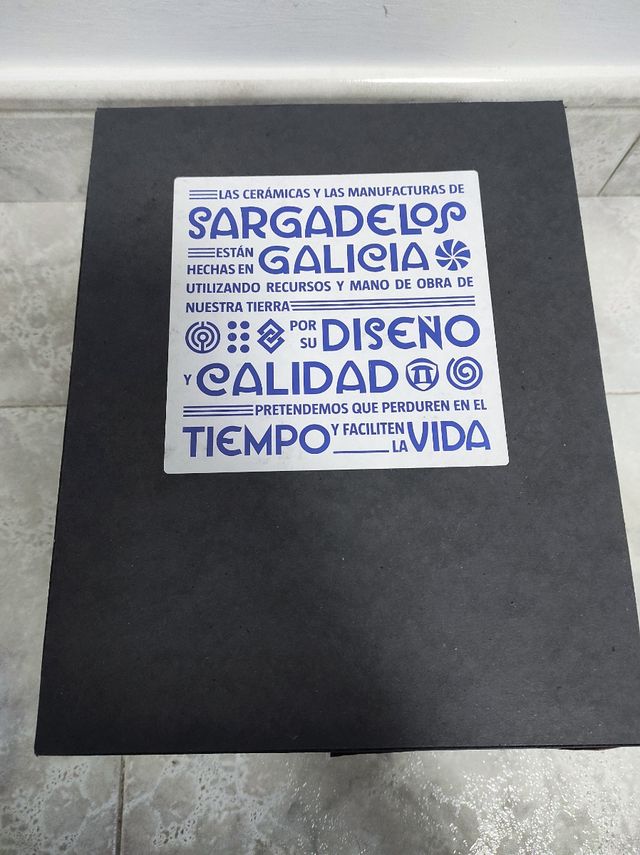 LAS CERÁMICAS Y LAS MANUFACTURAS DE
SARGADELOS
ESTÁN
HECHAS EN GALICIA
UTILIZANDO RECURSOS Y MANO DE OBRA DE
NUESTRA TIERRA
POR SU DISEÑO
Y CALIDAD
PRETENDEMOS QUE PERDUREN EN EL
TIEMPO Y FACILITEN LA VIDA